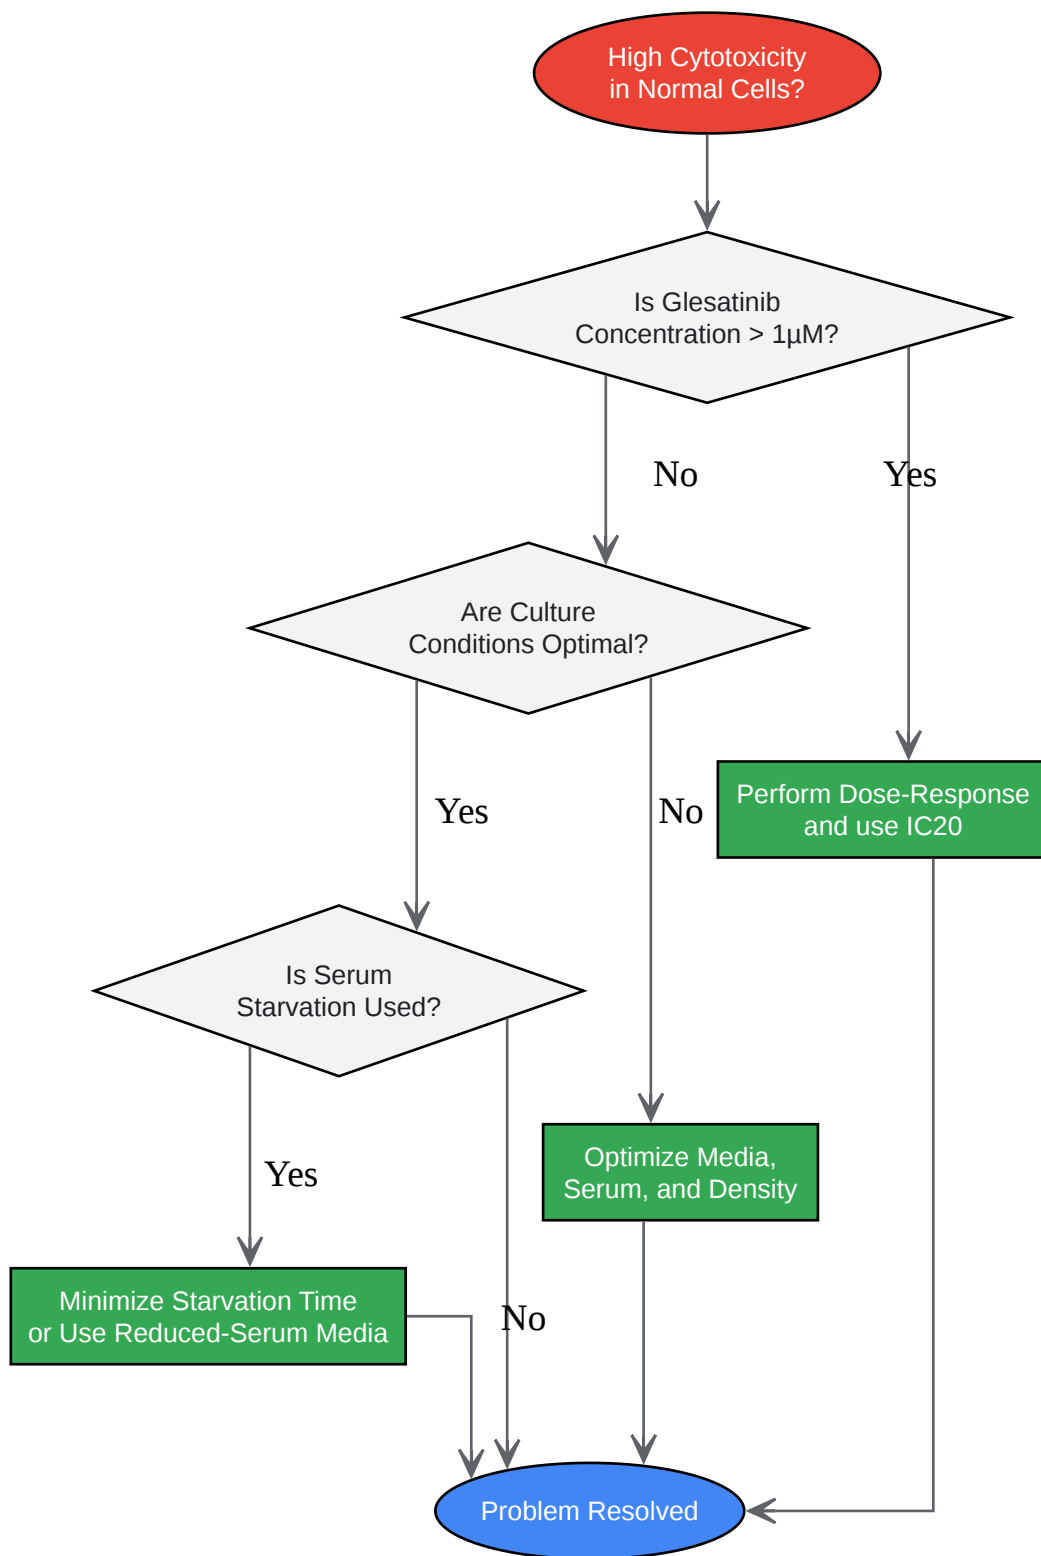 High Cytotoxicity
in Normal Cells?
Is Glesatinib
Concentration > 1µM?
No
Yes
Are Culture
Conditions Optimal?
Yes
No
Perform Dose-Response
and use IC20
Is Serum
Starvation Used?
Yes
No
Optimize Media,
Serum, and Density
Minimize Starvation Time
or Use Reduced-Serum Media
Problem Resolved